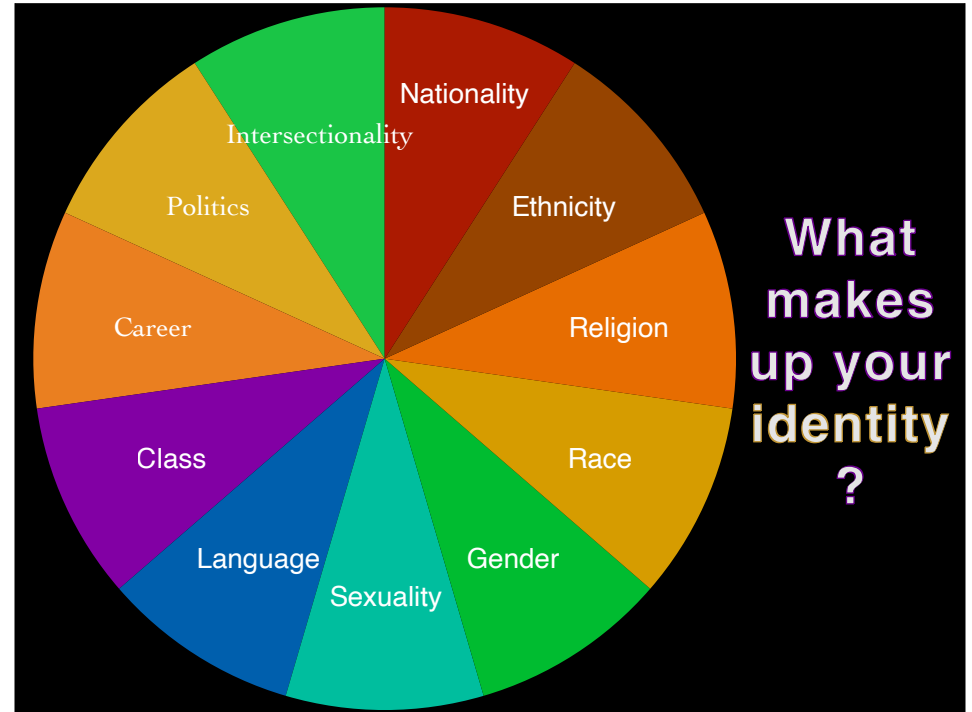 Nationality
Ethnicity
Religion
Race
Gender
Sexuality
Language
Class
Career
Politics
Intersectionality
What
makes
up your
identity
?